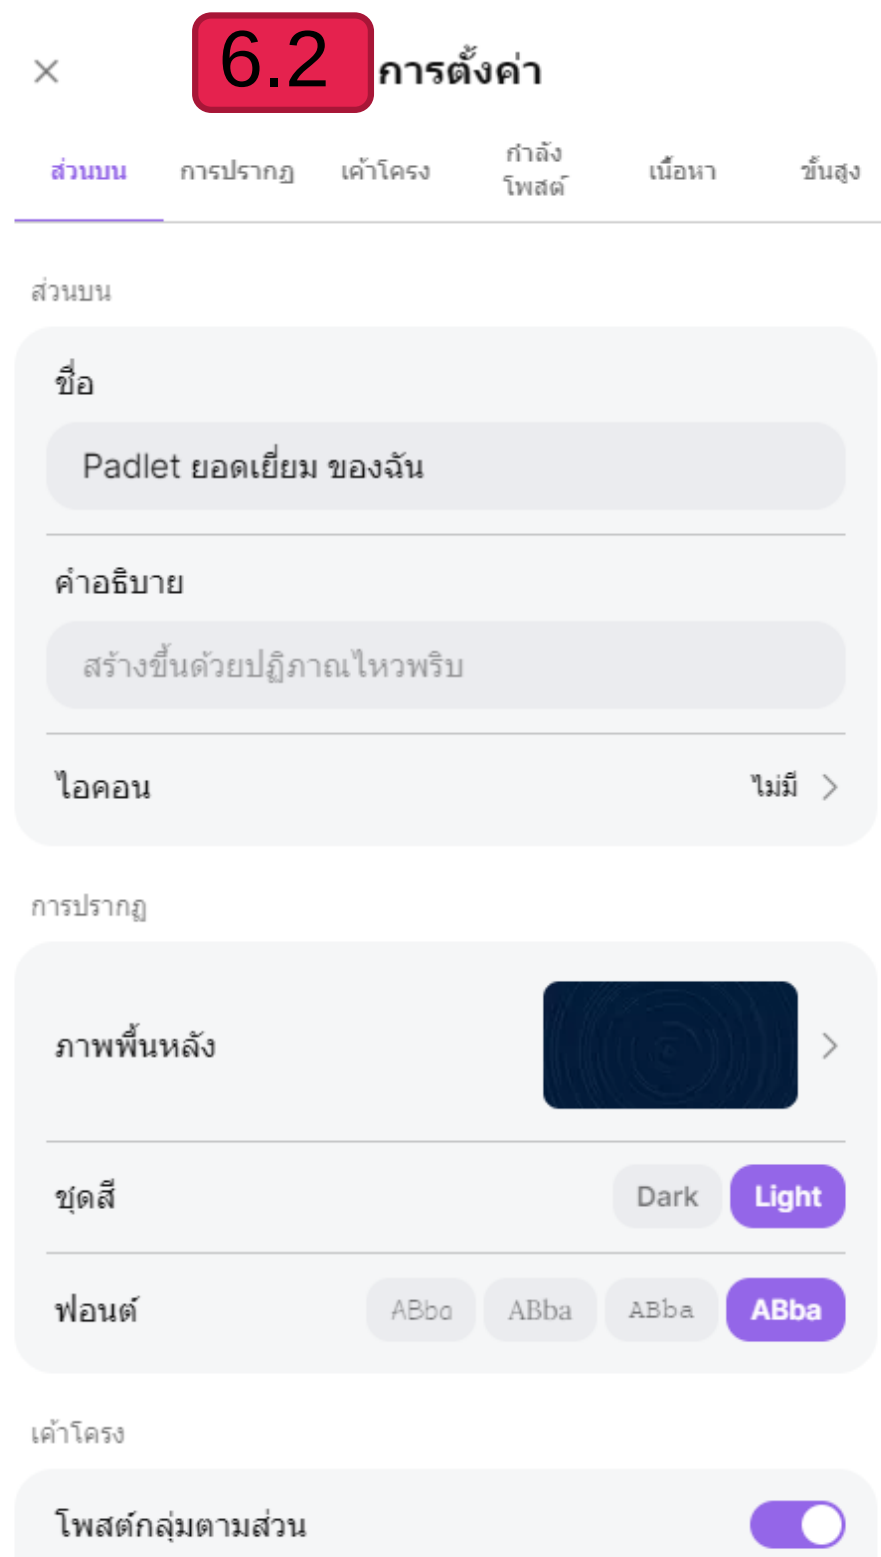 6.2 การตั้งค่า
ส่วนบน การปรากฏ เค้าโครง กำลัง โพสต์ เนื้อหา ขั้นสูง
ส่วนบน
ชื่อ
Padlet ยอดเยี่ยม ของฉัน
คำอธิบาย
สร้างขึ้นด้วยปฏิภาณไหวพริบ
ไอคอน ไม่มี
การปรากฏ
ภาพพื้นหลัง
ชุดสี Dark Light
ฟอนต์ ABba ABba ABba ABba
เค้าโครง
โพสต์กลุ่มตามส่วน